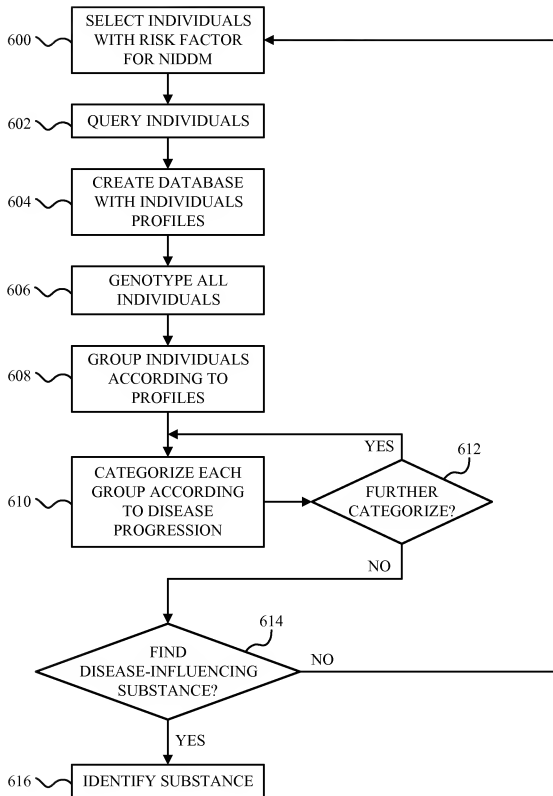 600
SELECT INDIVIDUALS
WITH RISK FACTOR
FOR NIDDM
602
QUERY INDIVIDUALS
604
CREATE DATABASE
WITH INDIVIDUALS
PROFILES
606
GENOTYPE ALL
INDIVIDUALS
608
GROUP INDIVIDUALS
ACCORDING TO
PROFILES
YES
612
610
CATEGORIZE EACH
GROUP ACCORDING
TO DISEASE
PROGRESSION
FURTHER
CATEGORIZE?
NO
614
FIND
DISEASE-INFLUENCING
SUBSTANCE?
NO
YES
616
IDENTIFY SUBSTANCE